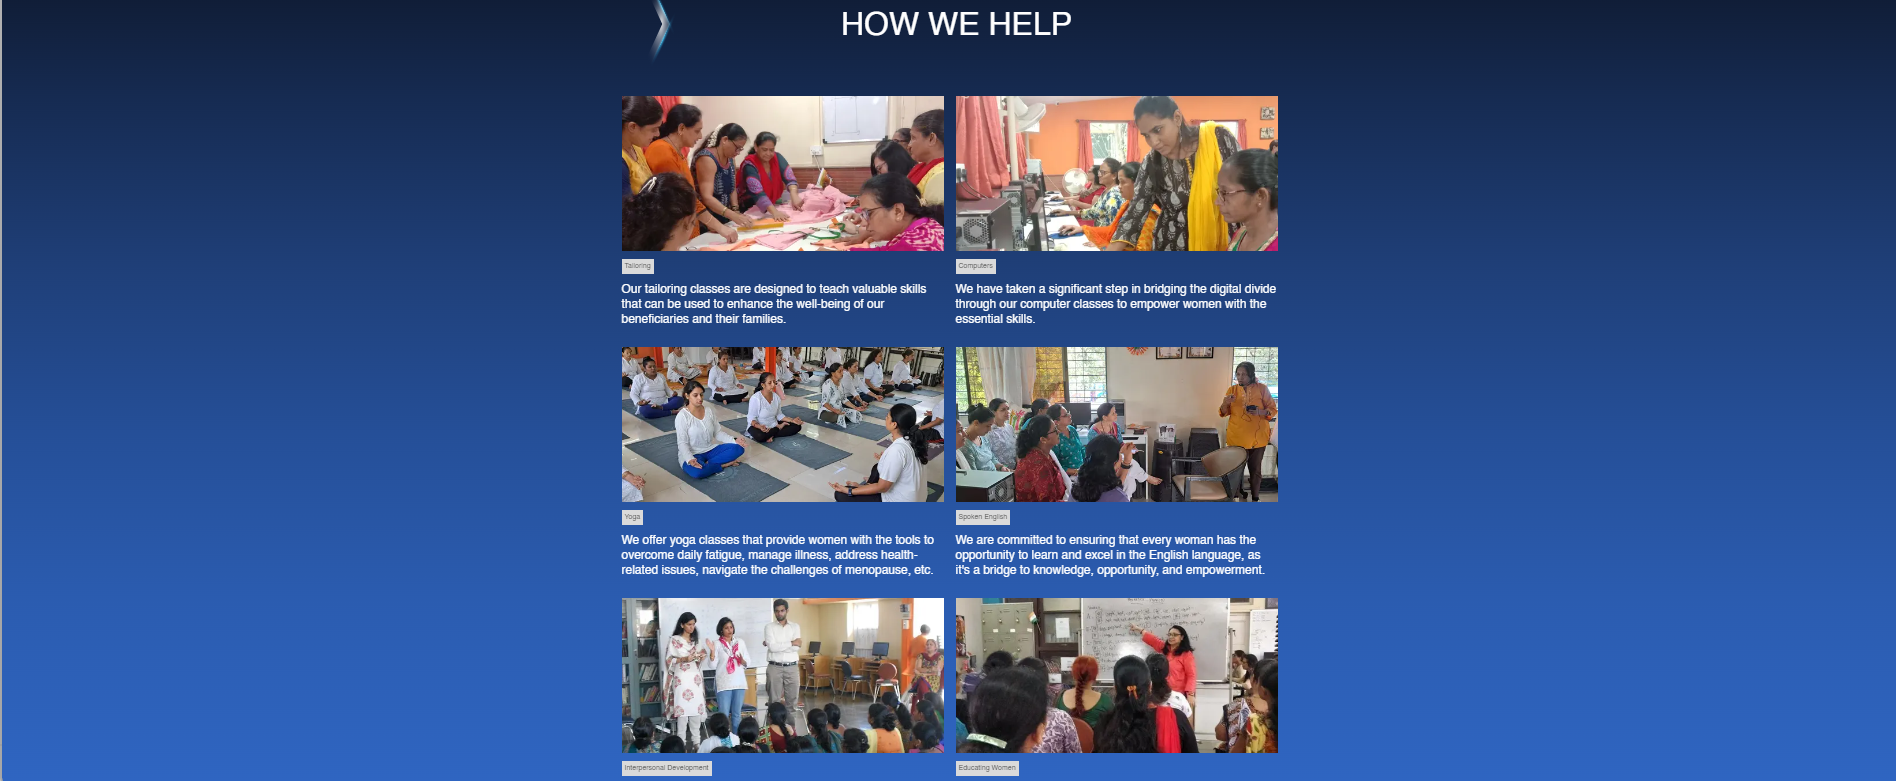 HOW WE HELP
Tailoring
Our tailoring classes are designed to teach valuable skills
that can be used to enhance the well-being of our
beneficiaries and their families.
Computers
We have taken a significant step in bridging the digital divide
through our computer classes to empower women with the
essential skills.
Yoga
We offer yoga classes that provide women with the tools to
overcome daily fatigue, manage illness, address health-
related issues, navigate the challenges of menopause, etc.
Spoken English
We are committed to ensuring that every woman has the
opportunity to learn and excel in the English language, as
it's a bridge to knowledge, opportunity, and empowerment.
Interpersonal Development
Educating Women